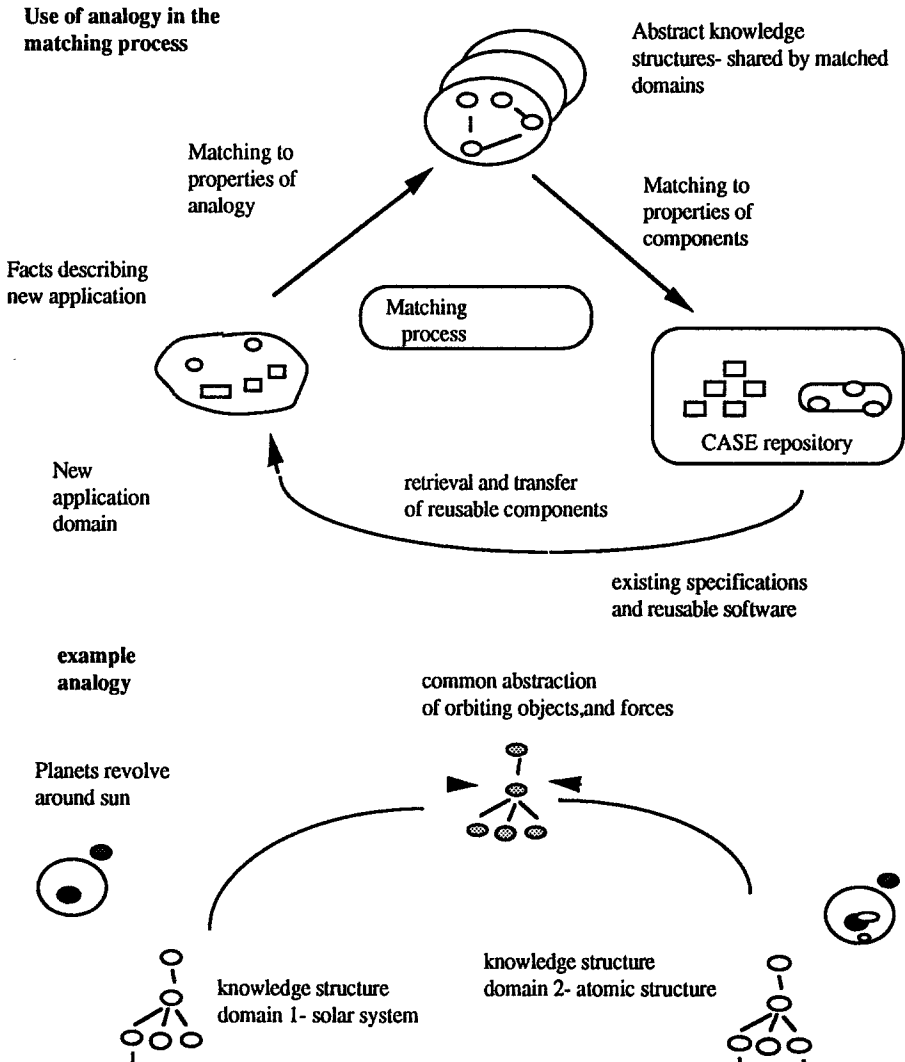 Use of analogy in the
matching process
Abstract knowledge
structures- shared by matched
domains
Matching to
properties of
analogy
Matching to
properties of
components
Facts describing
new application
Matching
process
CASE repository
New
application
domain
retrieval and transfer
of reusable components
existing specifications
and reusable software
example
analogy
common abstraction
of orbiting objects,and forces
Planets revolve
around sun
knowledge structure
domain 1- solar system
knowledge structure
domain 2- atomic structure